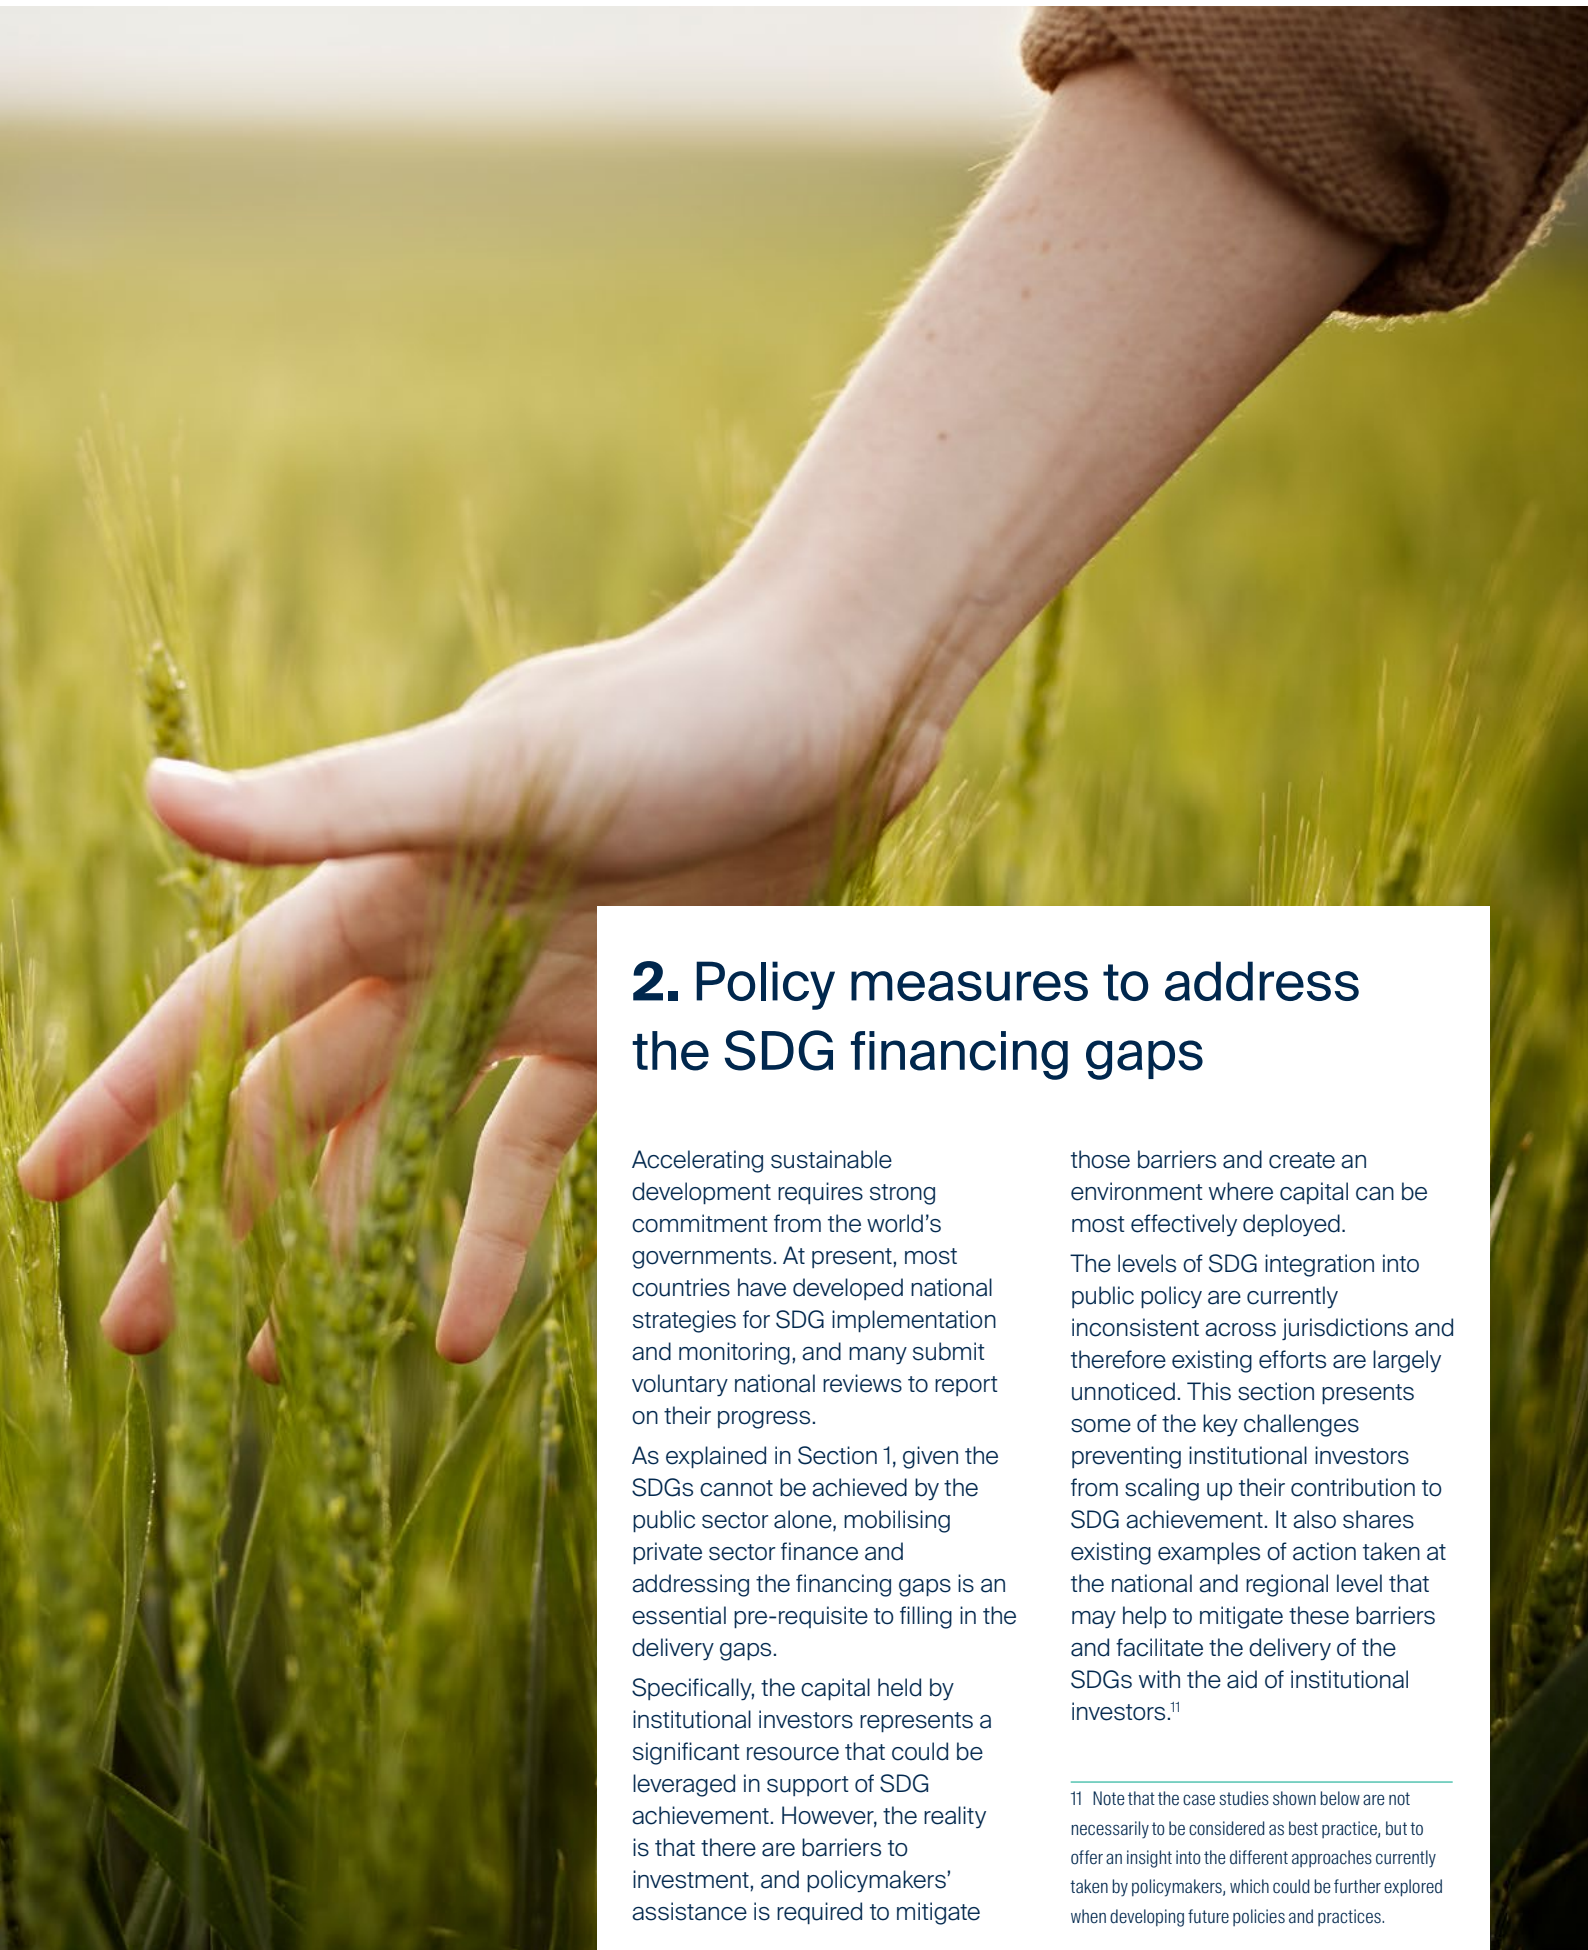 2. Policy measures to address
the SDG financing gaps
Accelerating sustainable
development requires strong
commitment from the world's
governments. At present, most
countries have developed national
strategies for SDG implementation
and monitoring, and many submit
voluntary national reviews to report
on their progress.
As explained in Section 1, given the
SDGs cannot be achieved by the
public sector alone, mobilising
private sector finance and
addressing the financing gaps is an
essential pre-requisite to filling in the
delivery gaps.
Specifically, the capital held by
institutional investors represents a
significant resource that could be
leveraged in support of SDG
achievement. However, the reality
is that there are barriers to
investment, and policymakers'
assistance is required to mitigate
those barriers and create an
environment where capital can be
most effectively deployed.
The levels of SDG integration into
public policy are currently
inconsistent across jurisdictions and
therefore existing efforts are largely
unnoticed. This section presents
some of the key challenges
preventing institutional investors
from scaling up their contribution to
SDG achievement. It also shares
existing examples of action taken at
the national and regional level that
may help to mitigate these barriers
and facilitate the delivery of the
SDGs with the aid of institutional
investors.11
11 Note that the case studies shown below are not
necessarily to be considered as best practice, but to
offer an insight into the different approaches currently
taken by policymakers, which could be further explored
when developing future policies and practices.